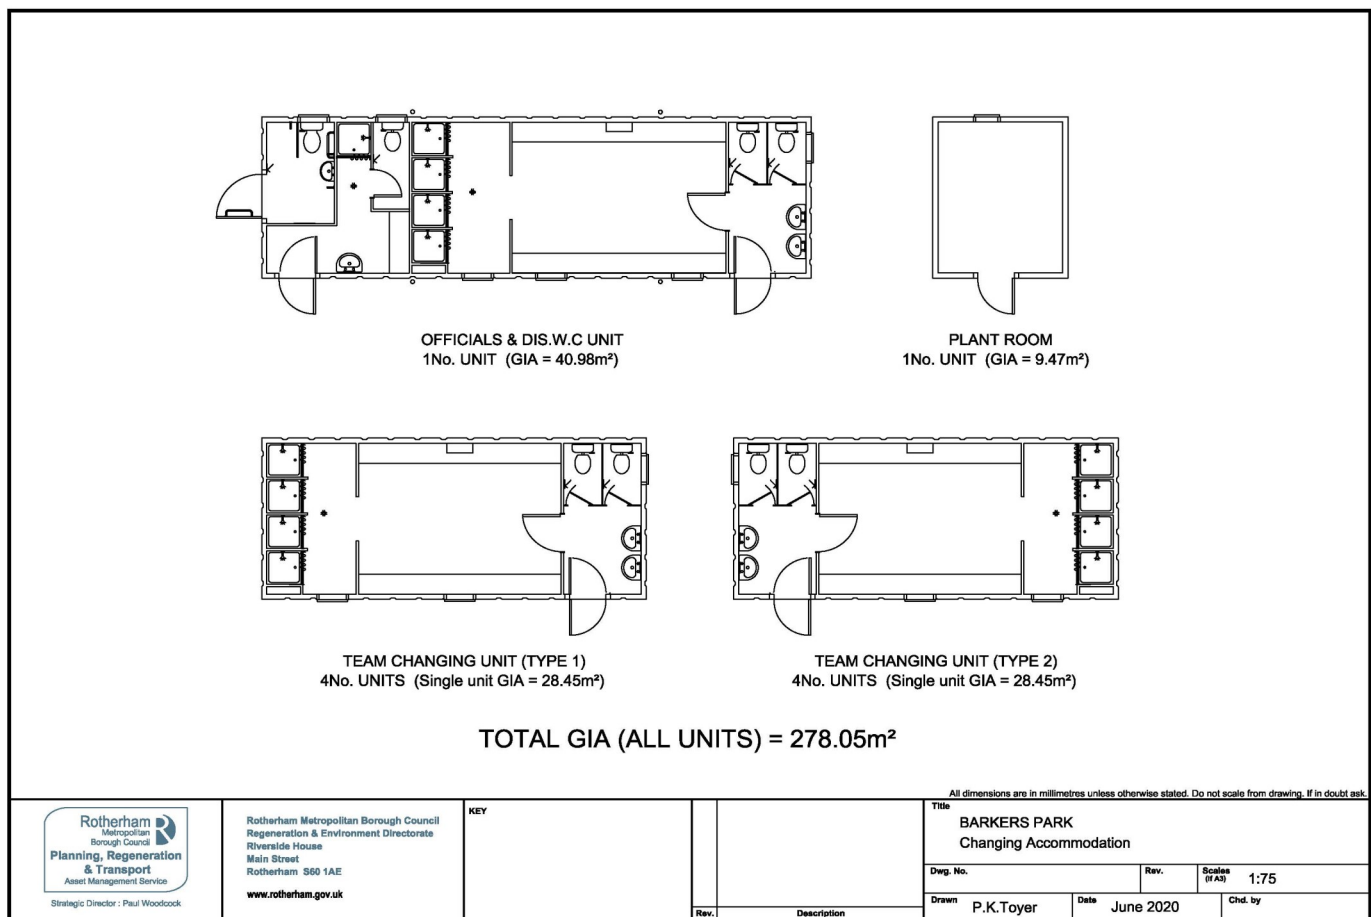 OFFICIALS & DIS.W.C UNIT
1No. UNIT (GIA = 40.98m²)
PLANT ROOM
1No. UNIT (GIA = 9.47m²)
TEAM CHANGING UNIT (TYPE 1)
4No. UNITS (Single unit GIA = 28.45m²)
TEAM CHANGING UNIT (TYPE 2)
4No. UNITS (Single unit GIA = 28.45m²)
TOTAL GIA (ALL UNITS) = 278.05m²
All dimensions are in millimetres unless otherwise stated. Do not scale from drawing. If in doubt ask.
Rotherham
Metropolitan
Borough Council
Planning, Regeneration
& Transport
Asset Management Service
Strategic Director : Paul Woodcock
Rotherham Metropolitan Borough Council
Regeneration & Environment Directorate
Riverside House
Main Street
Rotherham S60 1AE
www.rotherham.gov.uk
KEY
Rev.
Description
Title
BARKERS PARK
Changing Accommodation
Dwg. No.
Rev.
Scales
(If A3)
1:75
Drawn
P.K.Toyer
Date
June 2020
Chd. by